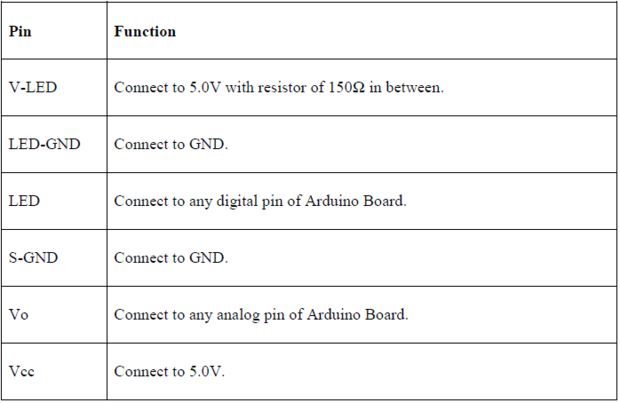 Pin Function
V-LED Connect to 5.0V with resistor of 150Ω in between.
LED-GND Connect to GND.
LED Connect to any digital pin of Arduino Board.
S-GND Connect to GND.
Vo Connect to any analog pin of Arduino Board.
Vcc Connect to 5.0V.